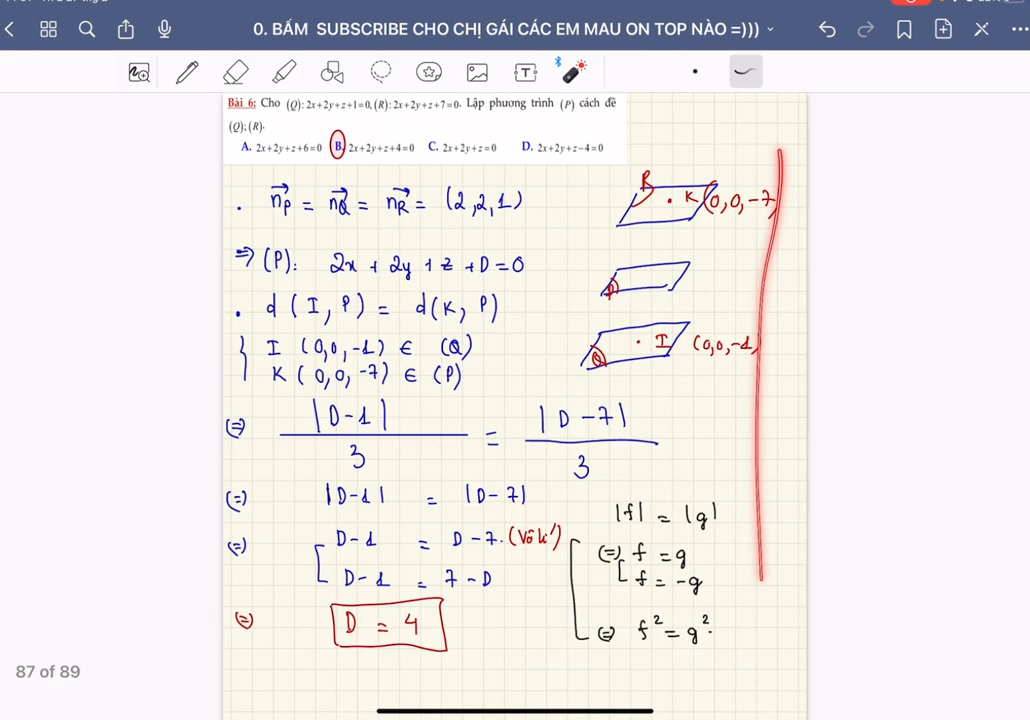 0. BẤM SUBSCRIBE CHO CHỊ GÁI CÁC EM MAU ON TOP NÀO =)))
Bài 6: Cho (Q): 2x+2y+z+1=0, (R): 2x+2y+z+7=0. Lập phương trình (P) cách đều
(Q);(R).
A. 2x+2y+z+6=0 B. 2x+2y+z+4=0 C. 2x+2y+z=0 D. 2x+2y+z−4=0
. n⃗P = n⃗Q = n⃗R = (2,2,1)
R . K (0,0,-7)
=> (P): 2x + 2y + z + D = 0
P
. d (I, P) = d(K, P)
{ I (0,0,-1) ∈ (Q)
K (0,0,-7) ∈ (P)
Q . I (0,0,-1)
(=) |D-1| / 3 = |D-7| / 3
(=) |D-1| = |D-7|
(=) [ D-1 = D-7. (Vô lí)
D-1 = 7-D
(=) D = 4
|f| = |g|
(=) [ f = g
f = -g
(=) f² = g².
87 of 89